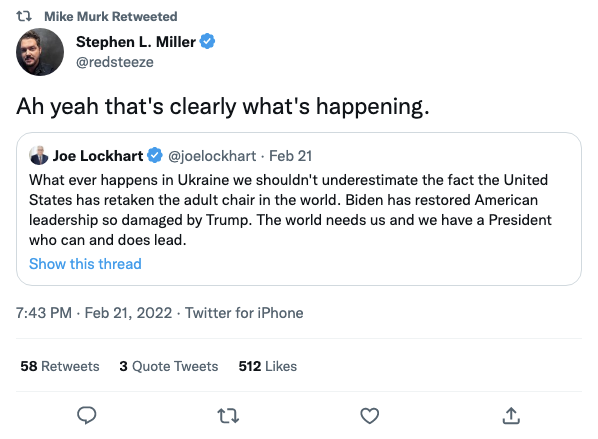 Mike Murk Retweeted
Stephen L. Miller
@redsteeze
Ah yeah that's clearly what's happening.
Joe Lockhart @joelockhart · Feb 21
What ever happens in Ukraine we shouldn't underestimate the fact the United
States has retaken the adult chair in the world. Biden has restored American
leadership so damaged by Trump. The world needs us and we have a President
who can and does lead.
Show this thread
7:43 PM · Feb 21, 2022 · Twitter for iPhone
58 Retweets 3 Quote Tweets 512 Likes